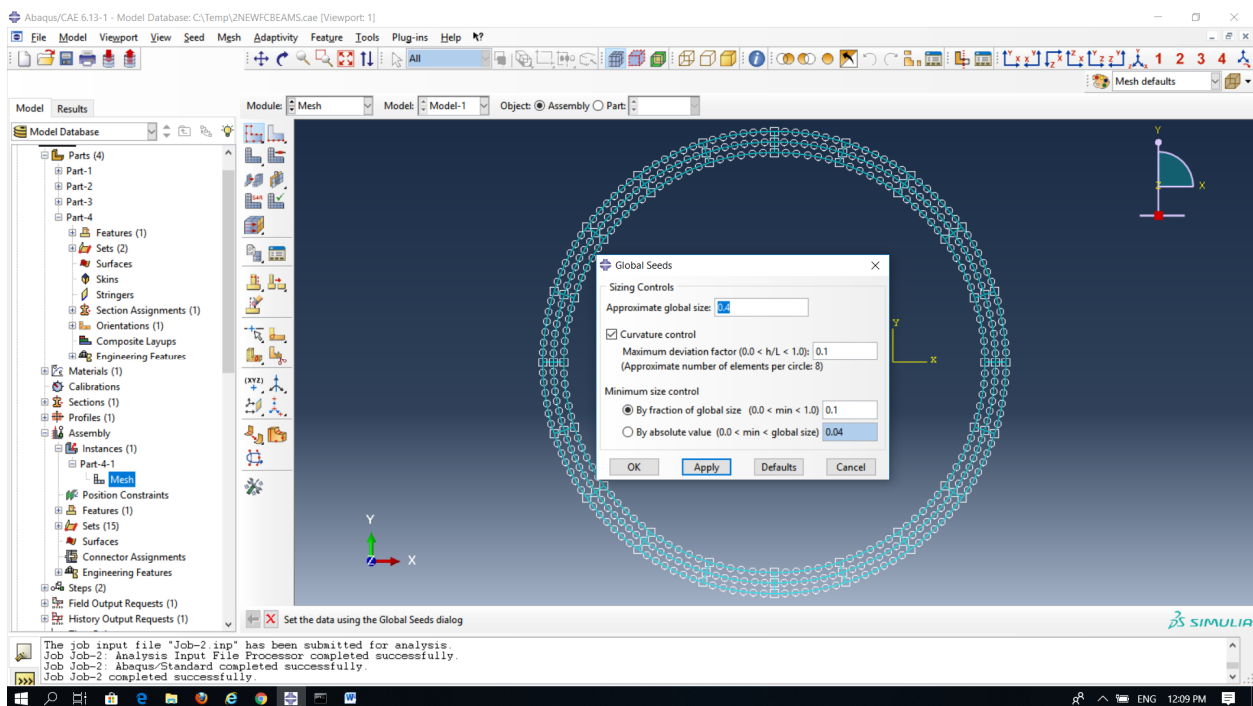 Abaqus/CAE 6.13-1 - Model Database: C:\Temp\2NEWFCBEAMS.cae [Viewport: 1]
File Model Viewport View Seed Mesh Adaptivity Feature Tools Plug-ins Help
All
1 2 3 4
Mesh defaults
Model Results
Module: Mesh Model: Model-1 Object: Assembly Part:
Model Database
Parts (4)
Part-1
Part-2
Part-3
Part-4
Features (1)
Sets (2)
Surfaces
Skins
Stringers
Section Assignments (1)
Orientations (1)
Composite Layups
Engineering Features
Materials (1)
Calibrations
Sections (1)
Profiles (1)
Assembly
Instances (1)
Part-4-1
Mesh
Position Constraints
Features (1)
Sets (15)
Surfaces
Connector Assignments
Engineering Features
Steps (2)
Field Output Requests (1)
History Output Requests (1)
(XYZ)
Y
X
Z
Global Seeds
Sizing Controls
Approximate global size: 0.4
Curvature control
Maximum deviation factor (0.0 < h/L < 1.0): 0.1
(Approximate number of elements per circle: 8)
Minimum size control
By fraction of global size (0.0 < min < 1.0) 0.1
By absolute value (0.0 < min < global size) 0.04
OK Apply Defaults Cancel
Y
X
Y
X
Z
Set the data using the Global Seeds dialog
SIMULIA
The job input file "Job-2.inp" has been submitted for analysis.
Job Job-2: Analysis Input File Processor completed successfully.
Job Job-2: Abaqus/Standard completed successfully.
Job Job-2 completed successfully.
ENG 12:09 PM